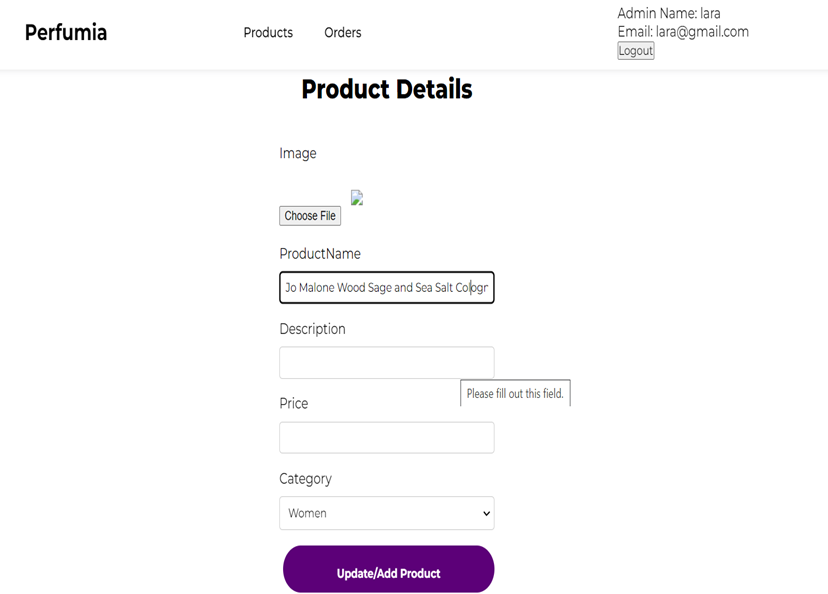 Perfumia
Products
Orders
Admin Name: lara
Email: lara@gmail.com
Logout
Product Details
Image
Choose File
ProductName
Jo Malone Wood Sage and Sea Salt Cologn
Description
Please fill out this field.
Price
Category
Women
Update/Add Product